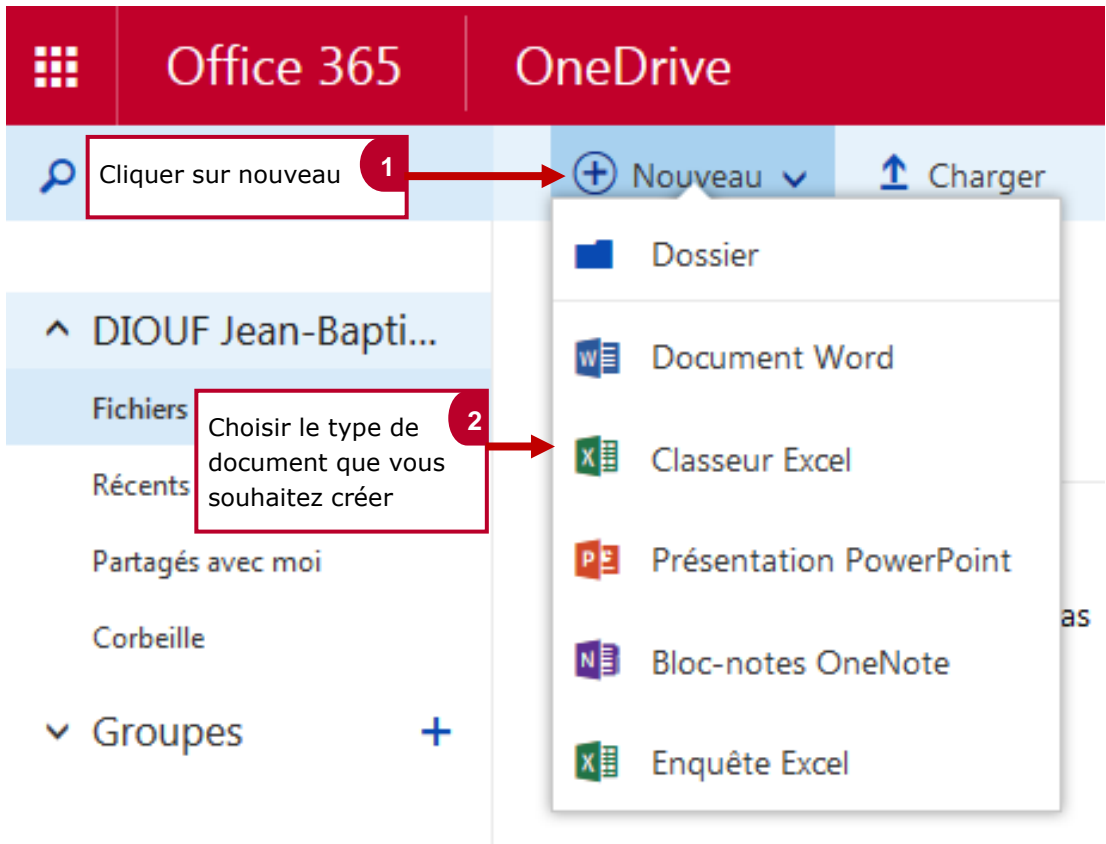 Office 365
OneDrive
Cliquer sur nouveau
1
Nouveau
Charger
Dossier
DIOUF Jean-Bapti...
Document Word
Fichiers
Choisir le type de
document que vous
souhaitez créer
2
Classeur Excel
Récents
Partagés avec moi
Présentation PowerPoint
as
Corbeille
Bloc-notes OneNote
Groupes
Enquête Excel